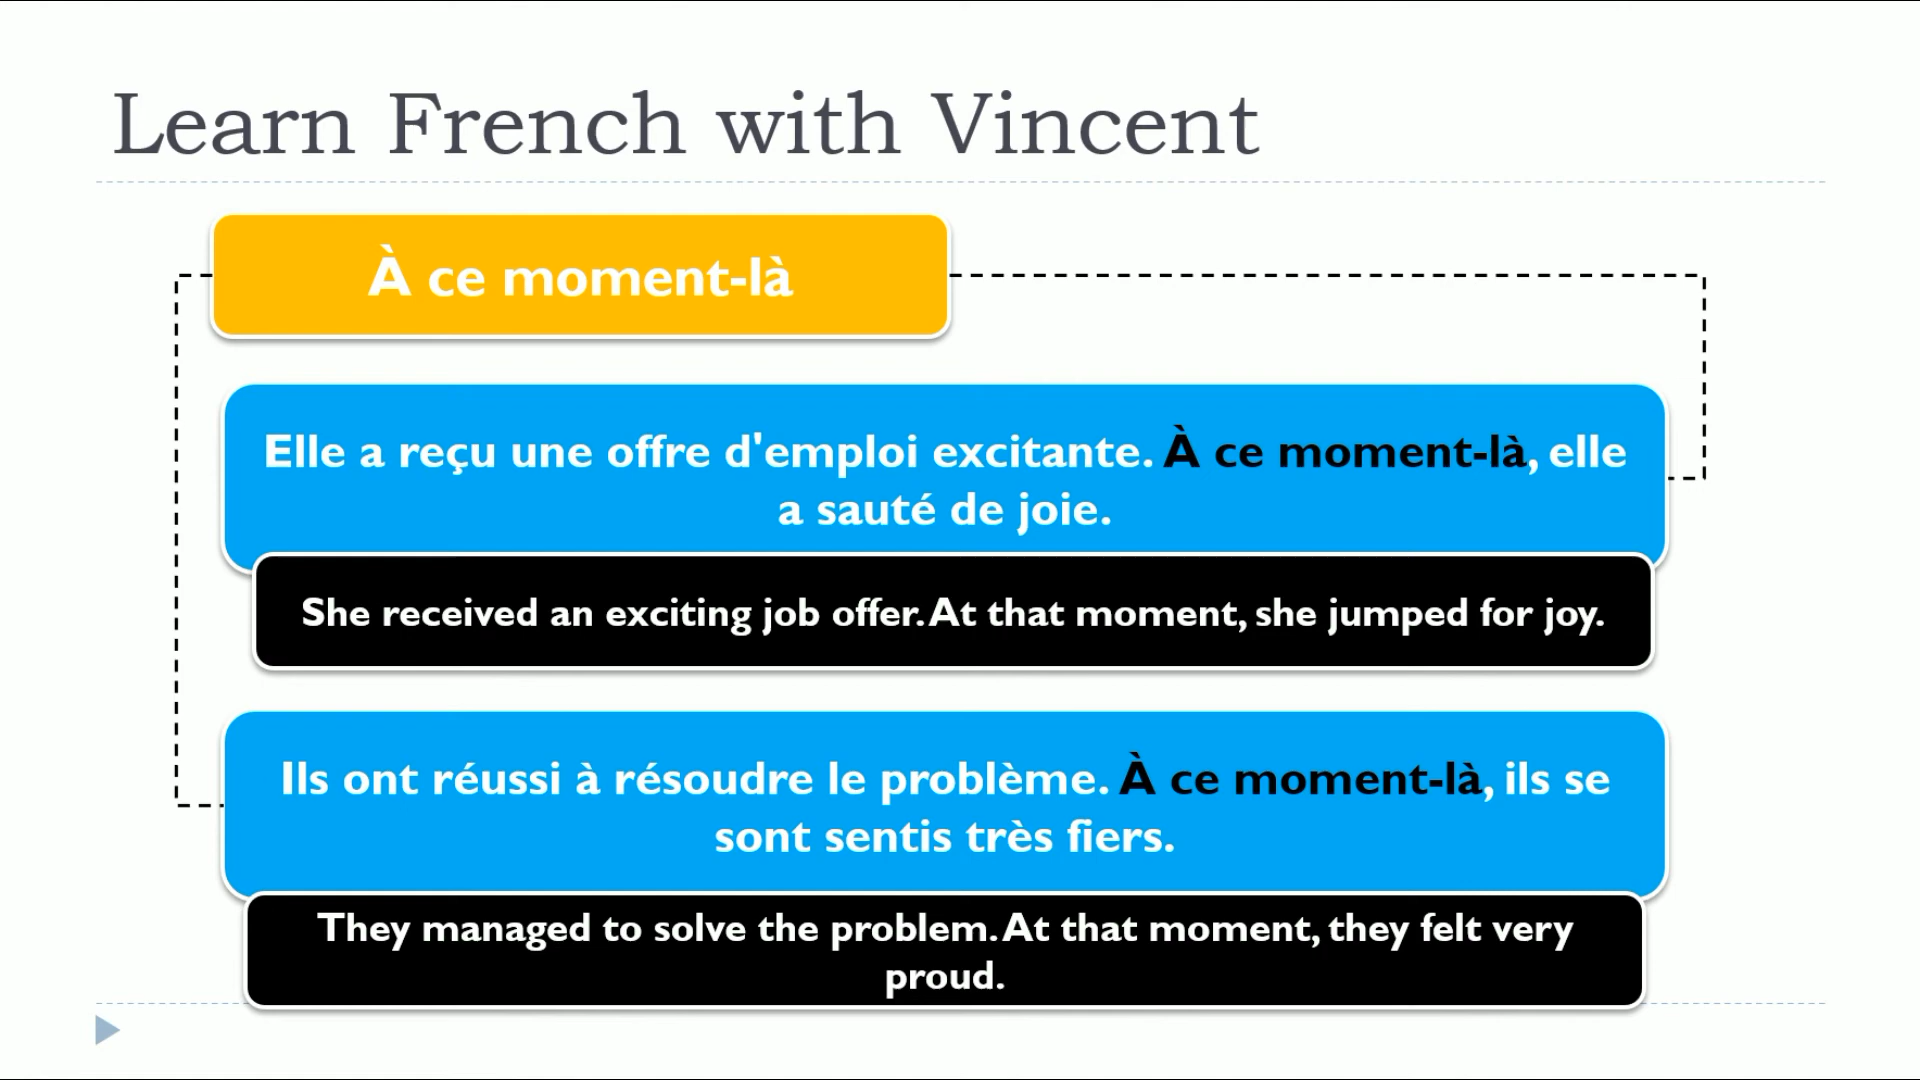 Learn French with Vincent
À ce moment-là
Elle a reçu une offre d'emploi excitante. À ce moment-là, elle
a sauté de joie.
She received an exciting job offer. At that moment, she jumped for joy.
Ils ont réussi à résoudre le problème. À ce moment-là, ils se
sont sentis très fiers.
They managed to solve the problem. At that moment, they felt very
proud.